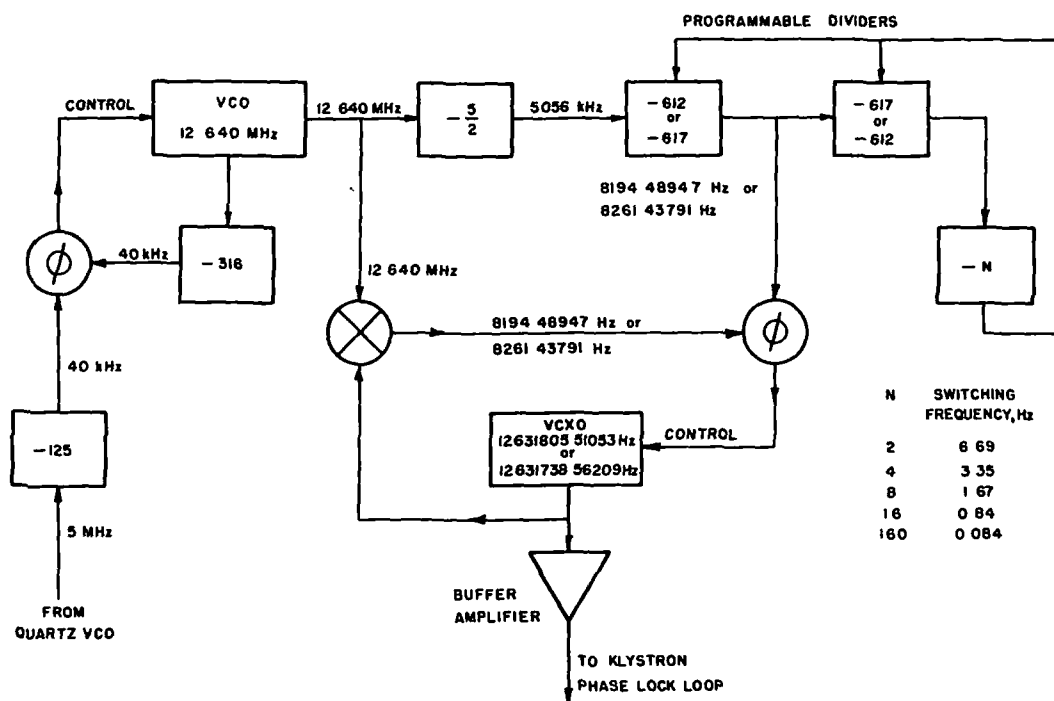 PROGRAMMABLE DIVIDERS
CONTROL
VCO
12 640 MHz
12 640 MHz
- 5/2
5056 kHz
-612
or
-617
-617
or
-612
8194 48947 Hz or
8261 43791 Hz
40 kHz
-316
ϕ
12 640 MHz
- N
8194 48947 Hz or
8261 43791 Hz
ϕ
40 kHz
-125
VCXO
12631805 51053Hz
or
12631738 56209Hz
CONTROL
N SWITCHING
FREQUENCY, Hz
2 6 69
4 3 35
8 1 67
16 0 84
160 0 084
5 MHz
FROM
QUARTZ VCO
BUFFER
AMPLIFIER
TO KLYSTRON
PHASE LOCK LOOP